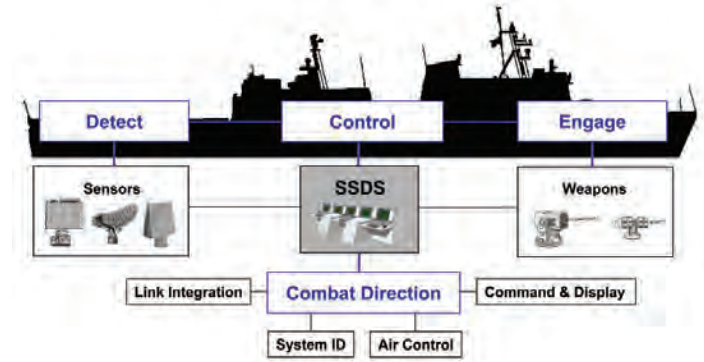 Detect
Control
Engage
Sensors
SSDS
Weapons
Link Integration
Combat Direction
Command & Display
System ID
Air Control